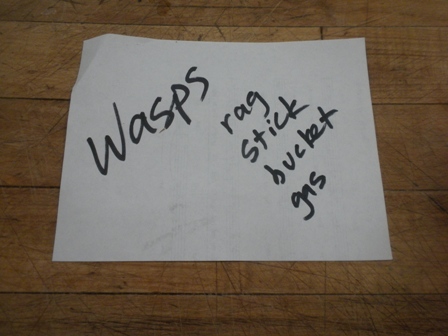 Wasps
rag
stick
bucket
gas